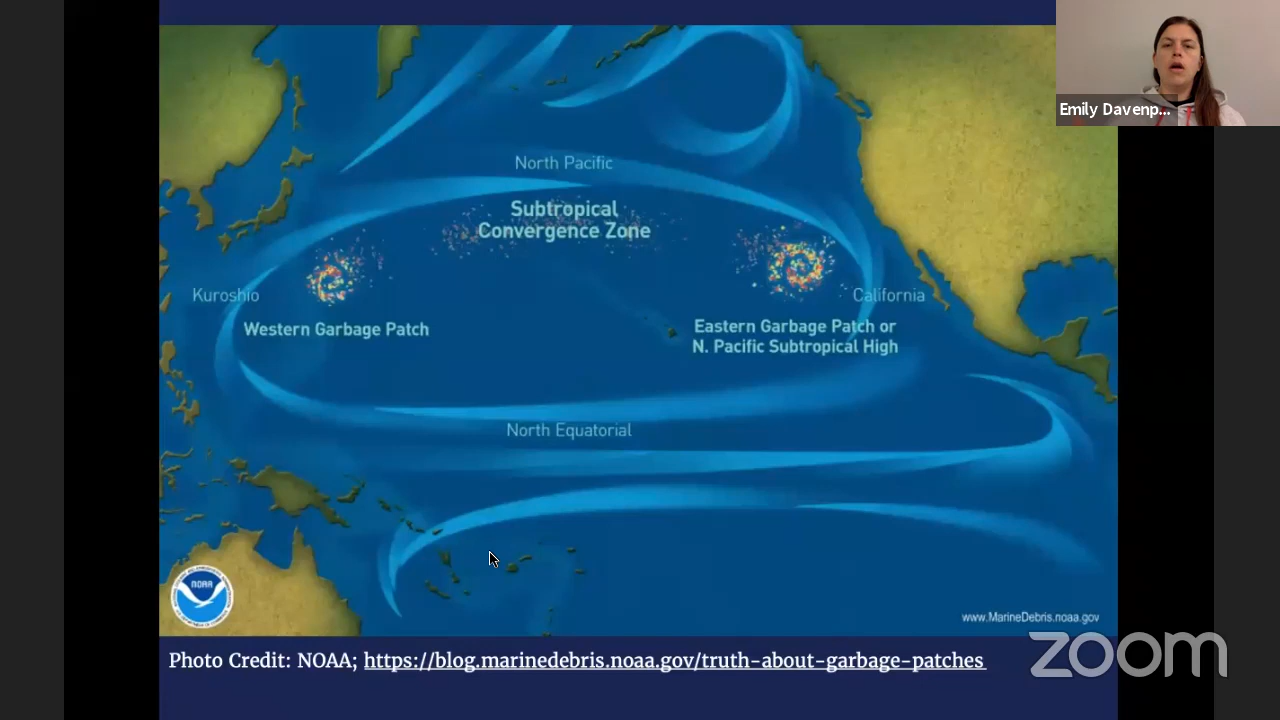 Emily Davenp...
North Pacific
Subtropical
Convergence Zone
Kuroshio
California
Western Garbage Patch
Eastern Garbage Patch or
N. Pacific Subtropical High
North Equatorial
NOAA
www.MarineDebris.noaa.gov
Photo Credit: NOAA; https://blog.marinedebris.noaa.gov/truth-about-garbage-patches
zoom